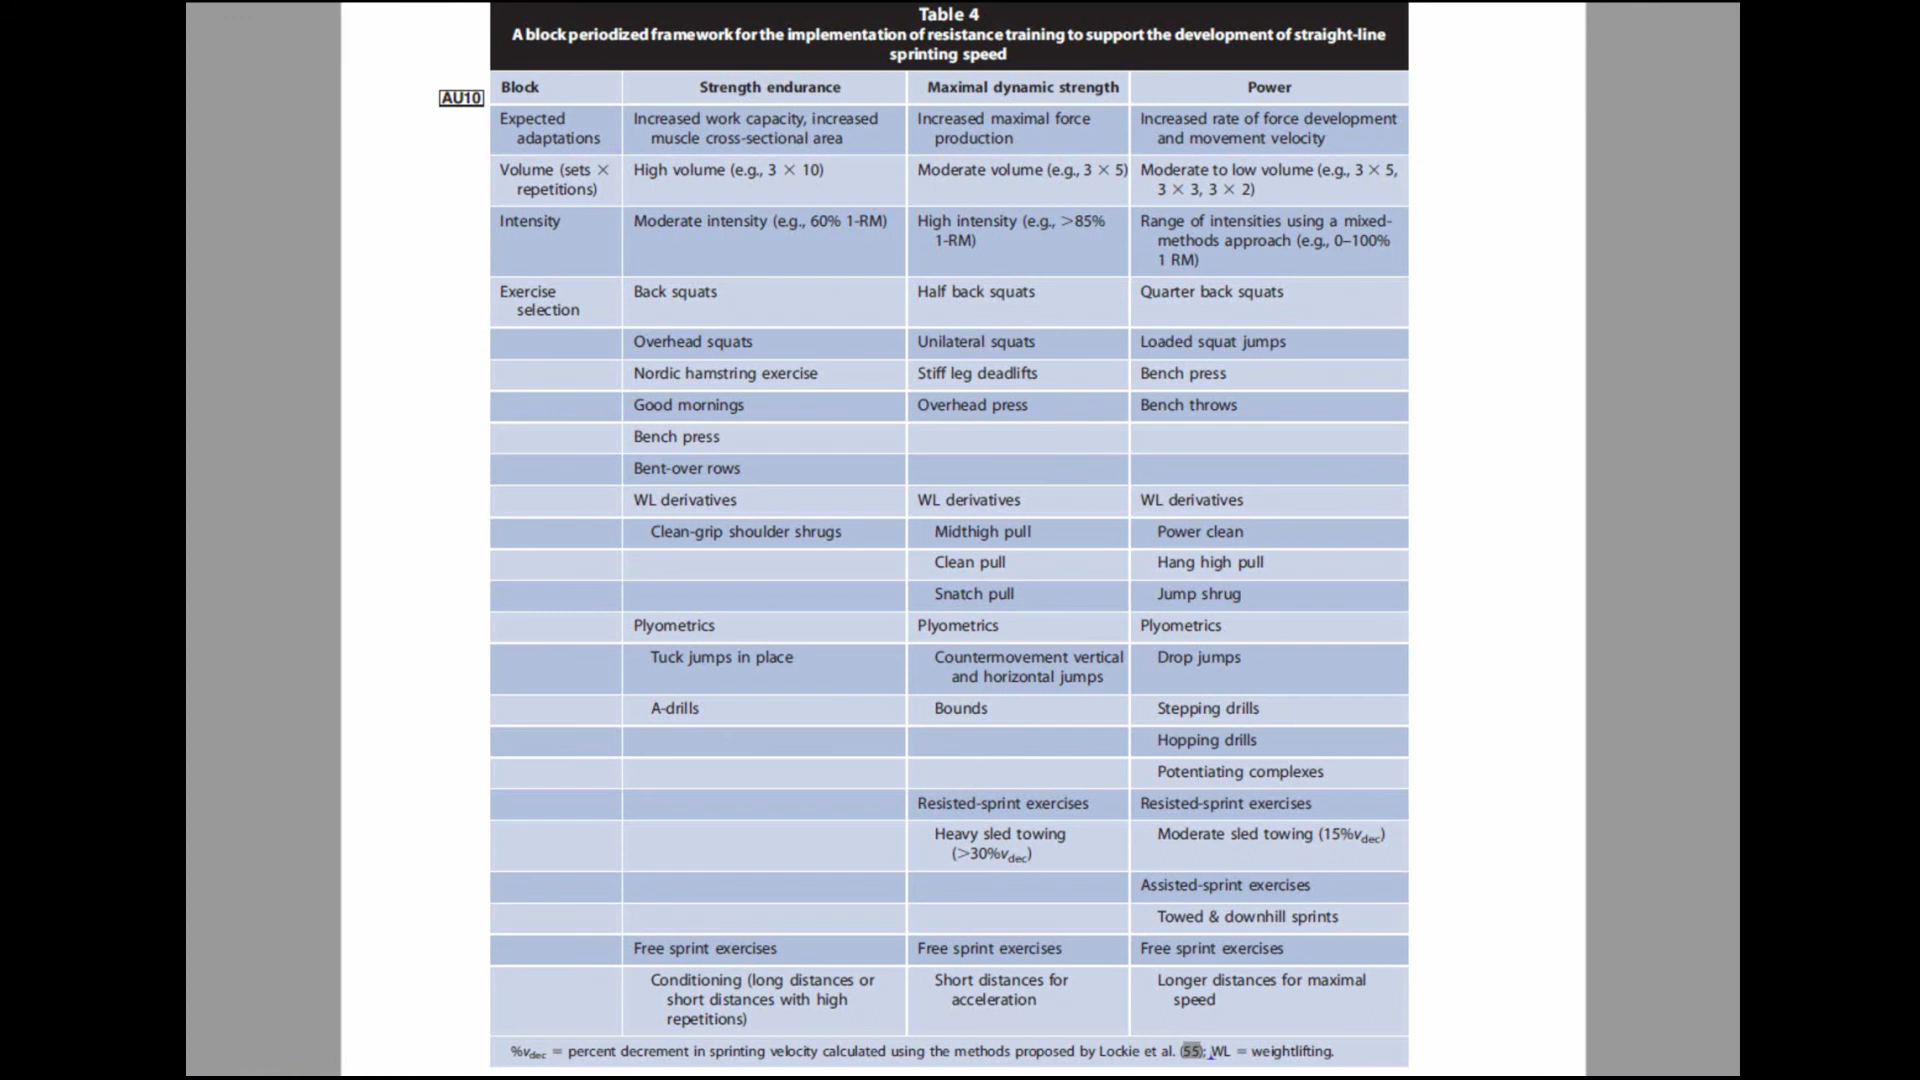 Table 4
A block periodized framework for the implementation of resistance training to support the development of straight-line
sprinting speed
AU10
Block Strength endurance Maximal dynamic strength Power
Expected adaptations Increased work capacity, increased muscle cross-sectional area Increased maximal force production Increased rate of force development and movement velocity
Volume (sets × repetitions) High volume (e.g., 3 × 10) Moderate volume (e.g., 3 × 5) Moderate to low volume (e.g., 3 × 5, 3 × 3, 3 × 2)
Intensity Moderate intensity (e.g., 60% 1-RM) High intensity (e.g., >85% 1-RM) Range of intensities using a mixed-methods approach (e.g., 0–100% 1 RM)
Exercise selection Back squats Half back squats Quarter back squats
Overhead squats Unilateral squats Loaded squat jumps
Nordic hamstring exercise Stiff leg deadlifts Bench press
Good mornings Overhead press Bench throws
Bench press
Bent-over rows
WL derivatives WL derivatives WL derivatives
Clean-grip shoulder shrugs Midthigh pull Power clean
Clean pull Hang high pull
Snatch pull Jump shrug
Plyometrics Plyometrics Plyometrics
Tuck jumps in place Countermovement vertical and horizontal jumps Drop jumps
A-drills Bounds Stepping drills
Hopping drills
Potentiating complexes
Resisted-sprint exercises Resisted-sprint exercises
Heavy sled towing (>30%vdec) Moderate sled towing (15%vdec)
Assisted-sprint exercises
Towed & downhill sprints
Free sprint exercises Free sprint exercises Free sprint exercises
Conditioning (long distances or short distances with high repetitions) Short distances for acceleration Longer distances for maximal speed
%vdec = percent decrement in sprinting velocity calculated using the methods proposed by Lockie et al. (55); WL = weightlifting.